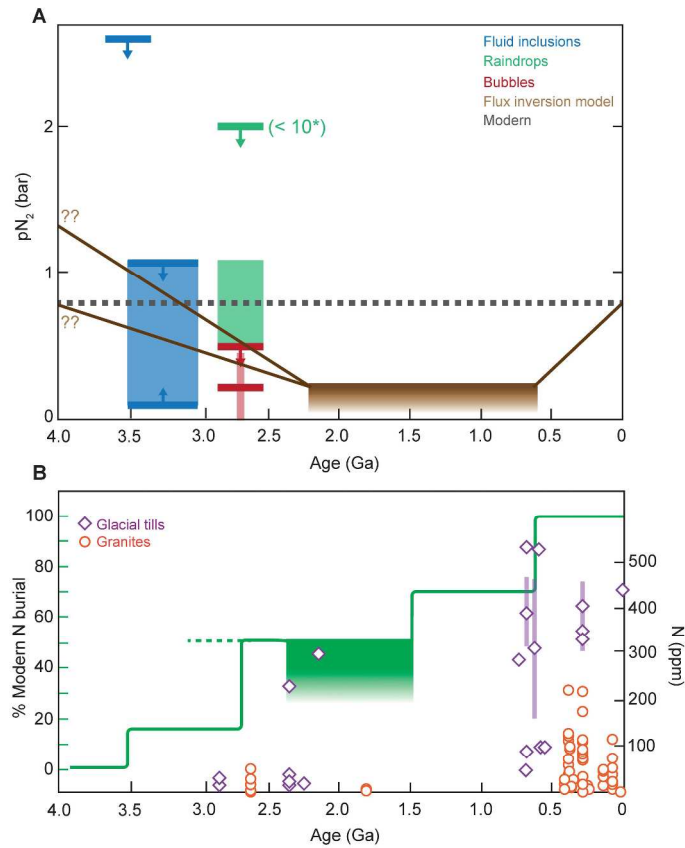 A
Fluid inclusions
Raindrops
Bubbles
Flux inversion model
Modern
(< 10*)
2
1
0
pN₂ (bar)
??
??
4.0 3.5 3.0 2.5 2.0 1.5 1.0 0.5 0
Age (Ga)
B
Glacial tills
Granites
100
80
60
40
20
0
% Modern N burial
500
400
300
200
100
0
N (ppm)
4.0 3.5 3.0 2.5 2.0 1.5 1.0 0.5 0
Age (Ga)